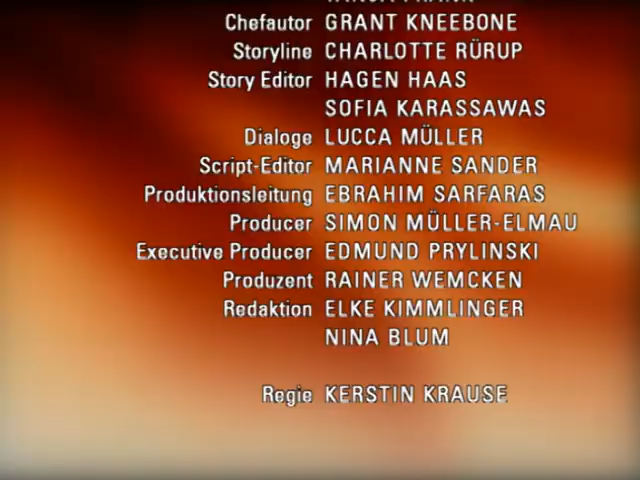 Chefautor GRANT KNEEBONE
Storyline CHARLOTTE RÜRUP
Story Editor HAGEN HAAS
SOFIA KARASSAWAS
Dialoge LUCCA MÜLLER
Script-Editor MARIANNE SANDER
Produktionsleitung EBRAHIM SARFARAS
Producer SIMON MÜLLER-ELMAU
Executive Producer EDMUND PRYLINSKI
Produzent RAINER WEMCKEN
Redaktion ELKE KIMMLINGER
NINA BLUM
Regie KERSTIN KRAUSE